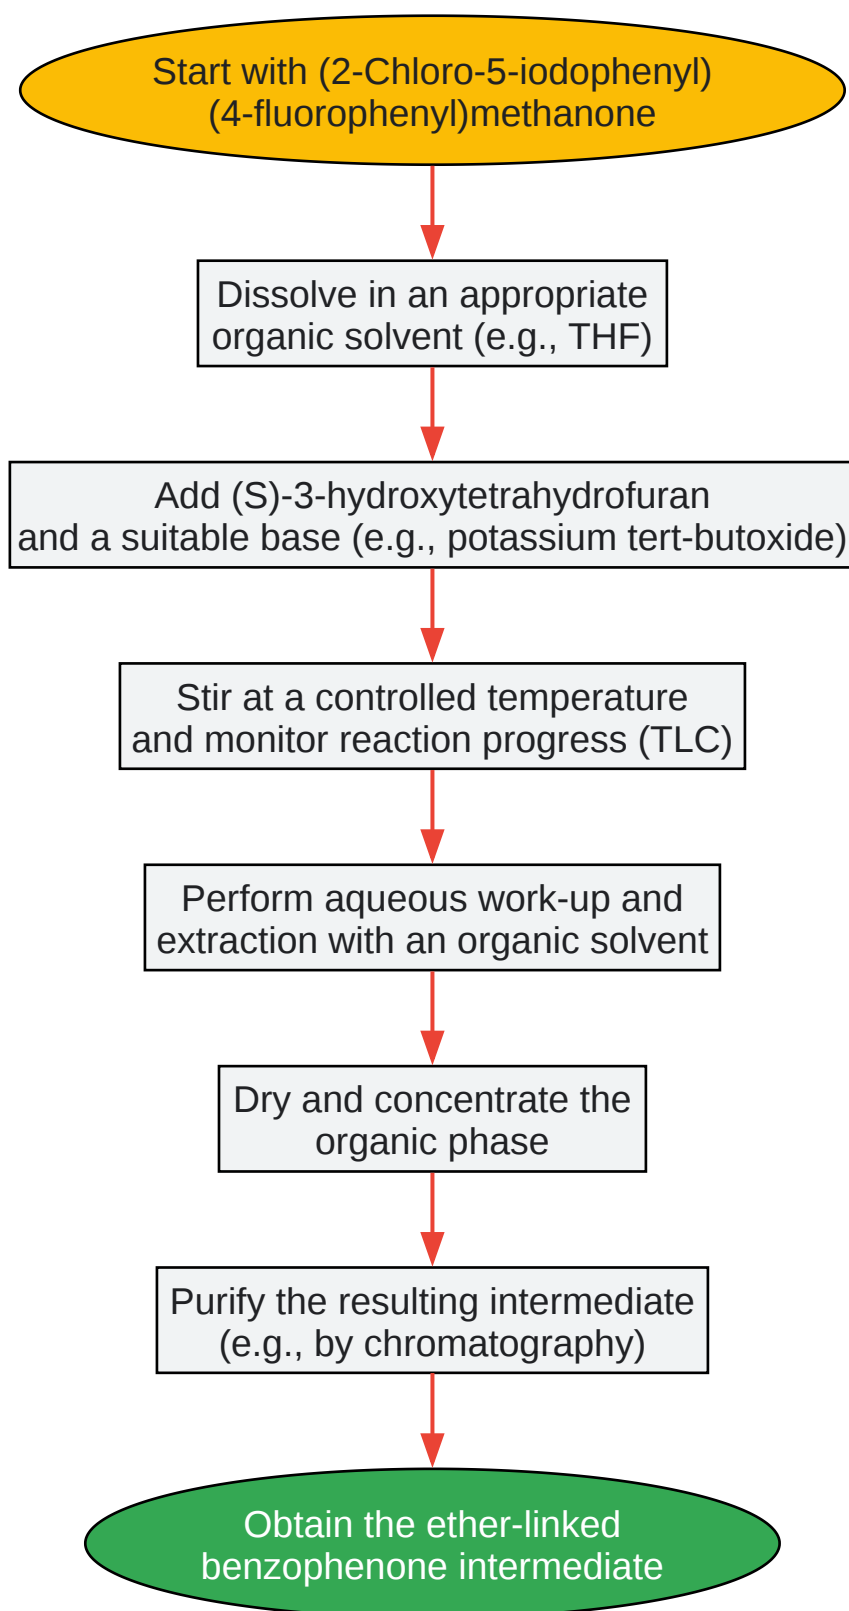 Start with (2-Chloro-5-iodophenyl)
(4-fluorophenyl)methanone
Dissolve in an appropriate
organic solvent (e.g., THF)
Add (S)-3-hydroxytetrahydrofuran
and a suitable base (e.g., potassium tert-butoxide)
Stir at a controlled temperature
and monitor reaction progress (TLC)
Perform aqueous work-up and
extraction with an organic solvent
Dry and concentrate the
organic phase
Purify the resulting intermediate
(e.g., by chromatography)
Obtain the ether-linked
benzophenone intermediate